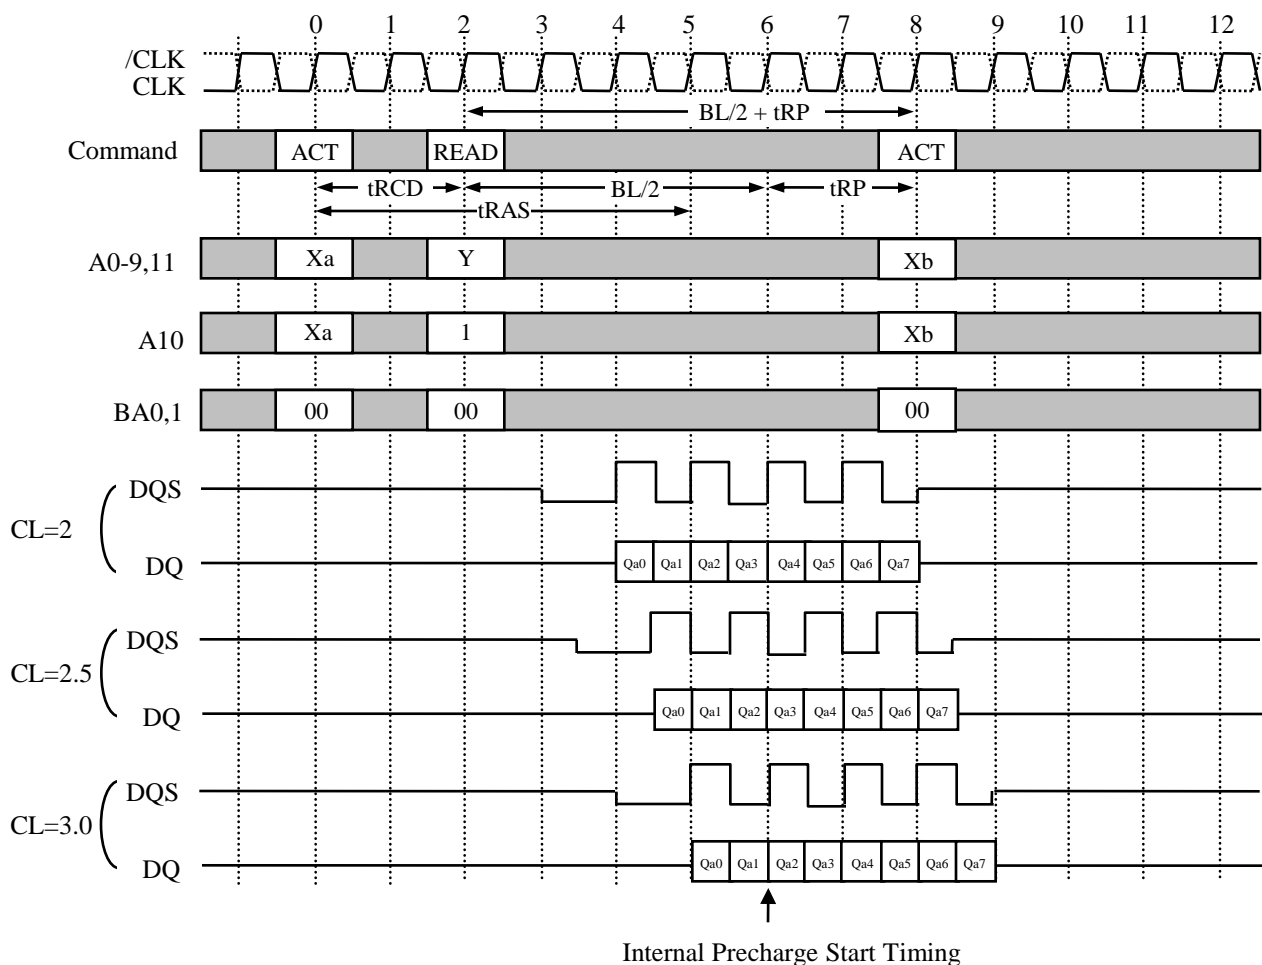 0 1 2 3 4 5 6 7 8 9 10 11 12
/CLK
CLK
BL/2 + tRP
Command ACT READ ACT
tRCD BL/2 tRP
tRAS
A0-9,11 Xa Y Xb
A10 Xa 1 Xb
BA0,1 00 00 00
DQS
CL=2
DQ Qa0 Qa1 Qa2 Qa3 Qa4 Qa5 Qa6 Qa7
DQS
CL=2.5
DQ Qa0 Qa1 Qa2 Qa3 Qa4 Qa5 Qa6 Qa7
DQS
CL=3.0
DQ Qa0 Qa1 Qa2 Qa3 Qa4 Qa5 Qa6 Qa7
Internal Precharge Start Timing